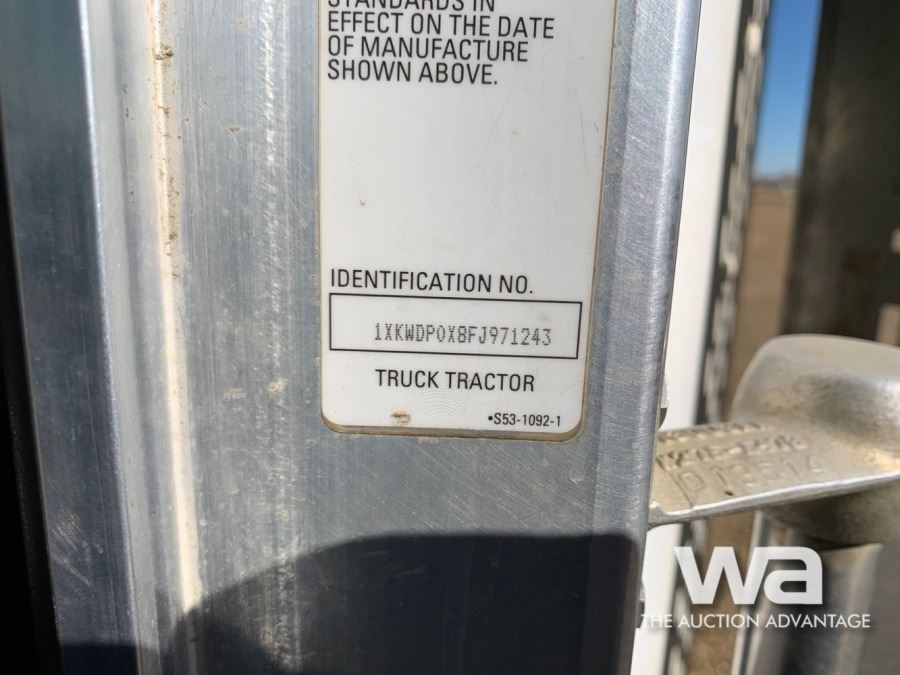 STANDARDS IN
EFFECT ON THE DATE
OF MANUFACTURE
SHOWN ABOVE.
IDENTIFICATION NO.
1XKWDP0X8FJ971243
TRUCK TRACTOR
•S53-1092-1
wa
THE AUCTION ADVANTAGE